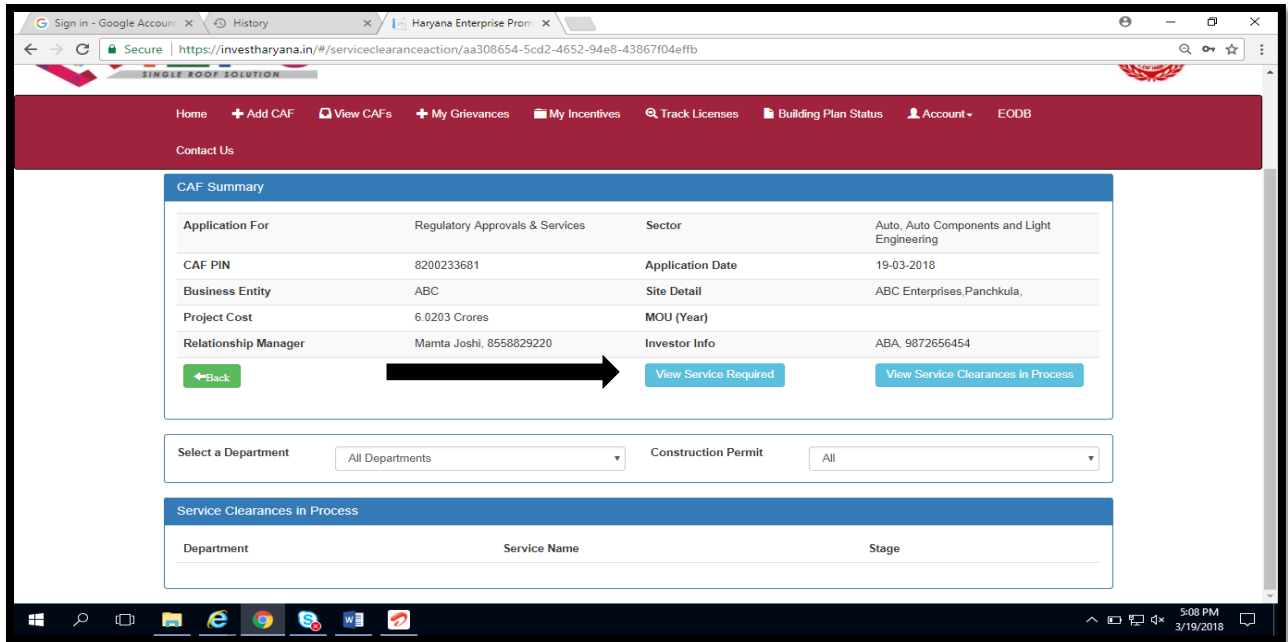 Sign in - Google Accoun
History
Haryana Enterprise Prom
Secure | https://investharyana.in/#/serviceclearanceaction/aa308654-5cd2-4652-94e8-43867f04effb
SINGLE ROOF SOLUTION
Home Add CAF View CAFs My Grievances My Incentives Track Licenses Building Plan Status Account EODB
Contact Us
CAF Summary
Application For Regulatory Approvals & Services Sector Auto, Auto Components and Light
Engineering
CAF PIN 8200233681 Application Date 19-03-2018
Business Entity ABC Site Detail ABC Enterprises,Panchkula,
Project Cost 6.0203 Crores MOU (Year)
Relationship Manager Mamta Joshi, 8558829220 Investor Info ABA, 9872656454
Back View Service Required View Service Clearances in Process
Select a Department All Departments Construction Permit All
Service Clearances in Process
Department Service Name Stage
5:08 PM
3/19/2018